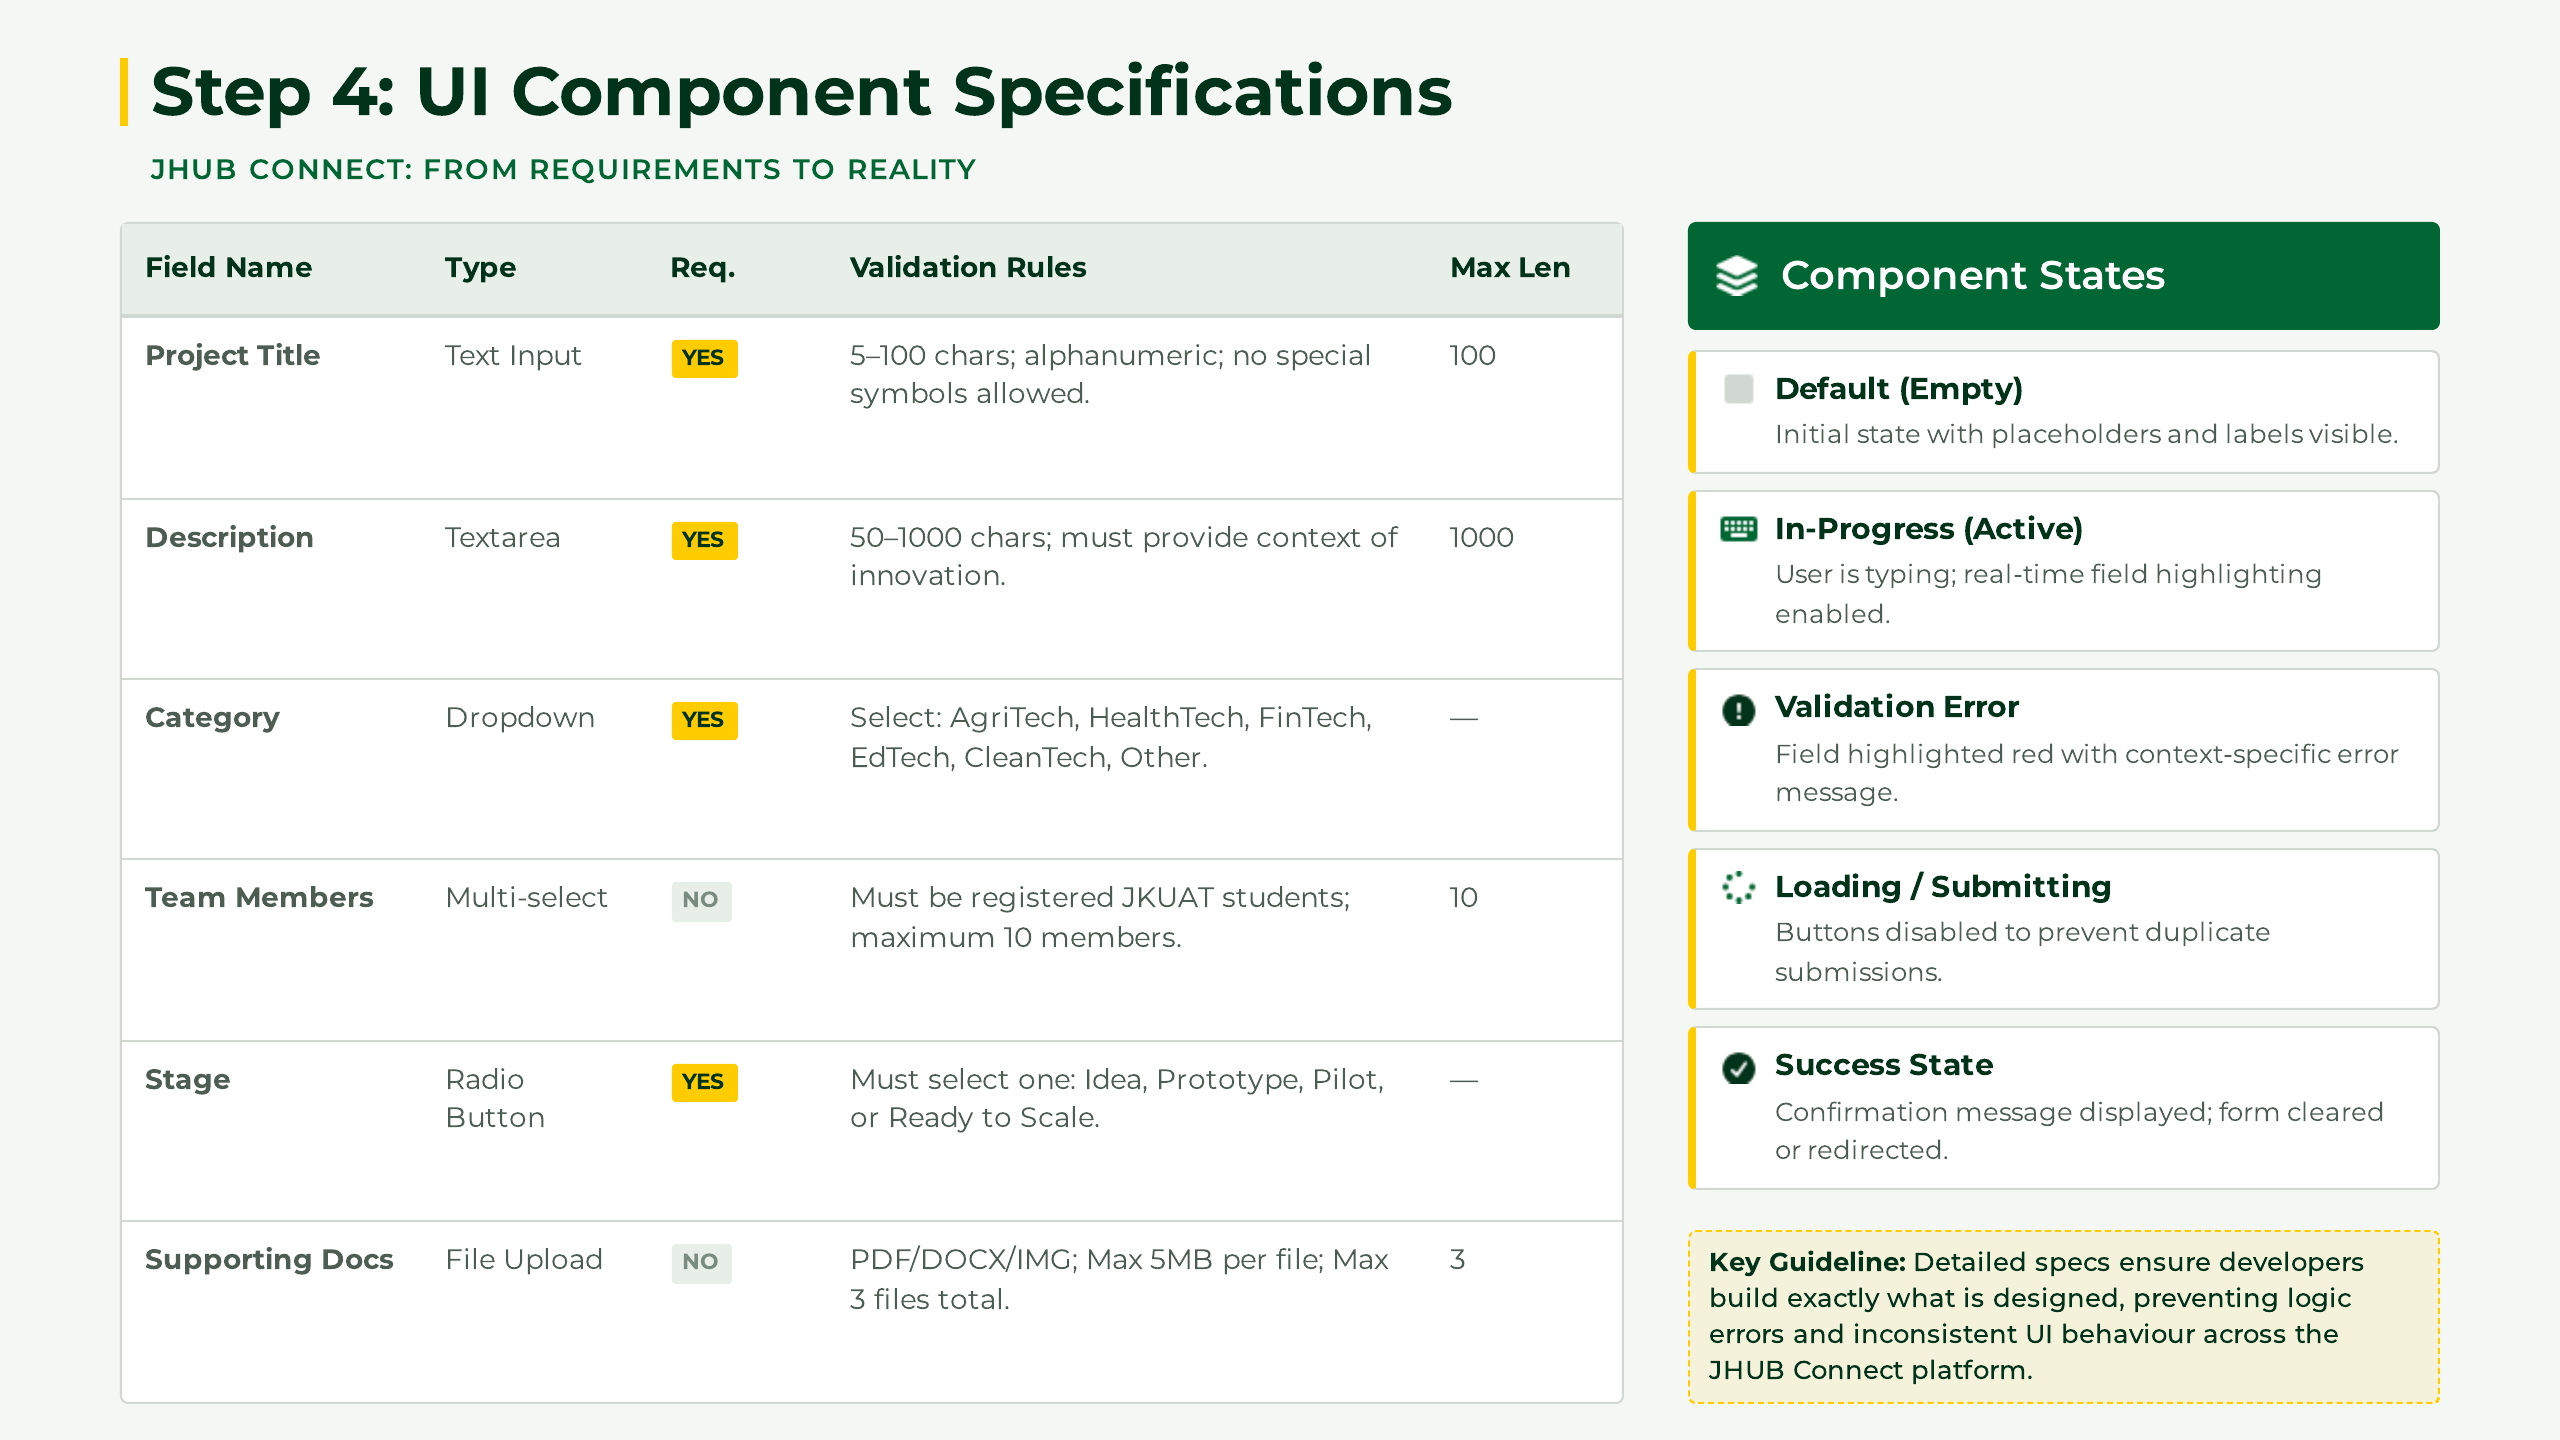 Step 4: UI Component Specifications
JHUB CONNECT: FROM REQUIREMENTS TO REALITY
Field Name Type Req. Validation Rules Max Len
Project Title Text Input YES 5–100 chars; alphanumeric; no special 100
symbols allowed.
Description Textarea YES 50–1000 chars; must provide context of 1000
innovation.
Category Dropdown YES Select: AgriTech, HealthTech, FinTech, —
EdTech, CleanTech, Other.
Team Members Multi-select NO Must be registered JKUAT students; 10
maximum 10 members.
Stage Radio YES Must select one: Idea, Prototype, Pilot, —
Button or Ready to Scale.
Supporting Docs File Upload NO PDF/DOCX/IMG; Max 5MB per file; Max 3
3 files total.
Component States
Default (Empty)
Initial state with placeholders and labels visible.
In-Progress (Active)
User is typing; real-time field highlighting
enabled.
Validation Error
Field highlighted red with context-specific error
message.
Loading / Submitting
Buttons disabled to prevent duplicate
submissions.
Success State
Confirmation message displayed; form cleared
or redirected.
Key Guideline: Detailed specs ensure developers
build exactly what is designed, preventing logic
errors and inconsistent UI behaviour across the
JHUB Connect platform.